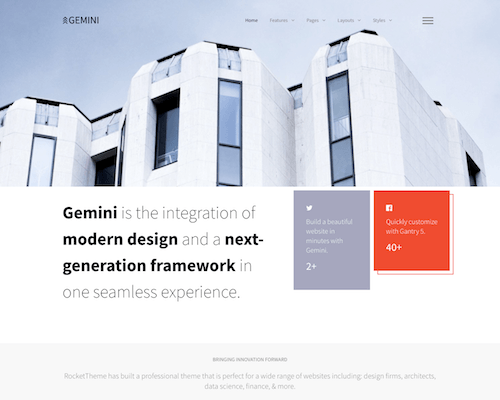 GEMINI
Home Features Pages Layouts Styles
Gemini is the integration of
modern design and a next-
generation framework in
one seamless experience.
Build a beautiful
website in
minutes with
Gemini.
2+
Quickly customize
with Gantry 5.
40+
BRINGING INNOVATION FORWARD
RocketTheme has built a professional theme that is perfect for a wide range of websites including: design firms, architects,
data science, finance, & more.